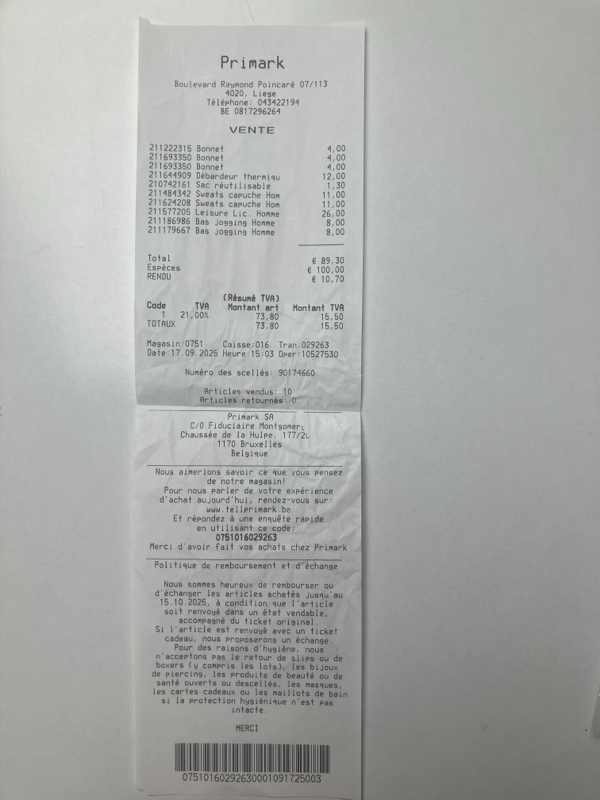 Primark
Boulevard Raymond Poincaré 07/113
4020, Liege
Téléphone: 043422194
BE 0817296264
VENTE
211222315 Bonnet 4,00
211693350 Bonnet 4,00
211693350 Bonnet 4,00
211644909 Débardeur thermiqu 12,00
210742161 Sac réutilisable 1,30
211484342 Sweats capuche Hom 11,00
211624208 Sweats capuche Hom 11,00
211577205 Leisure Lic. Homme 26,00
211186986 Bas jogging Homme 8,00
211179667 Bas jogging Homme 8,00
Total € 89,30
Espèces € 100,00
RENDU € 10,70
(Résumé TVA)
Code TVA Montant art Montant TVA
1 21,00% 73,80 15,50
TOTAUX 73,80 15,50
Magasin:0751 Caisse:016 Tran:029263
Date:17.09.2025 Heure:15:03 Oper:10527530
Numéro des scellés: 90174660
Articles vendus: 10
Articles retournés: 0
Primark SA
C/O Fiduciaire Montgomery
Chaussée de la Hulpe, 177/20
1170 Bruxelles
Belgique
Nous aimerions savoir ce que vous pensez
de notre magasin!
Pour nous parler de votre expérience
d'achat aujourd'hui, rendez-vous sur:
www.tellprimark.be
Et répondez à une enquête rapide
en utilisant ce code:
0751016029263
Merci d'avoir fait vos achats chez Primark
Politique de remboursement et d'échange
Nous sommes heureux de rembourser ou
d'échanger les articles achetés jusqu'au
15.10.2025, à condition que l'article
soit renvoyé dans un état vendable,
accompagné du ticket original.
Si l'article est renvoyé avec un ticket
cadeau, nous proposerons un échange.
Pour des raisons d'hygiène, nous
n'acceptons pas le retour de slips ou de
boxers (y compris les lots), les bijoux
de piercing, les produits de beauté ou de
santé ouverts ou descellés, les masques,
les cartes cadeaux ou les maillots de bain
si la protection hygiénique n'est pas
intacte.
MERCI
07510160292630001091725003